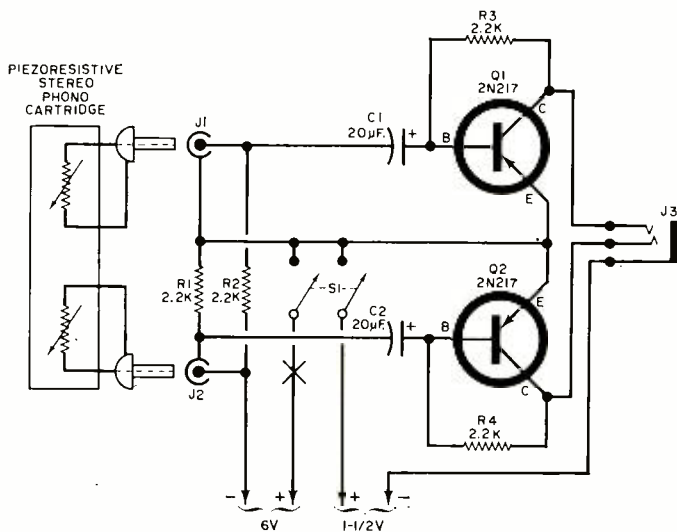 PIEZORESISTIVE
STEREO
PHONO
CARTRIDGE
J1
C1
20µF.
+
R3
2.2K
Q1
2N217
B
C
E
J3
R1
2.2K
R2
2.2K
S1
C2
20µF.
+
Q2
2N217
B
E
C
J2
R4
2.2K
- + + -
6V 1-1/2V